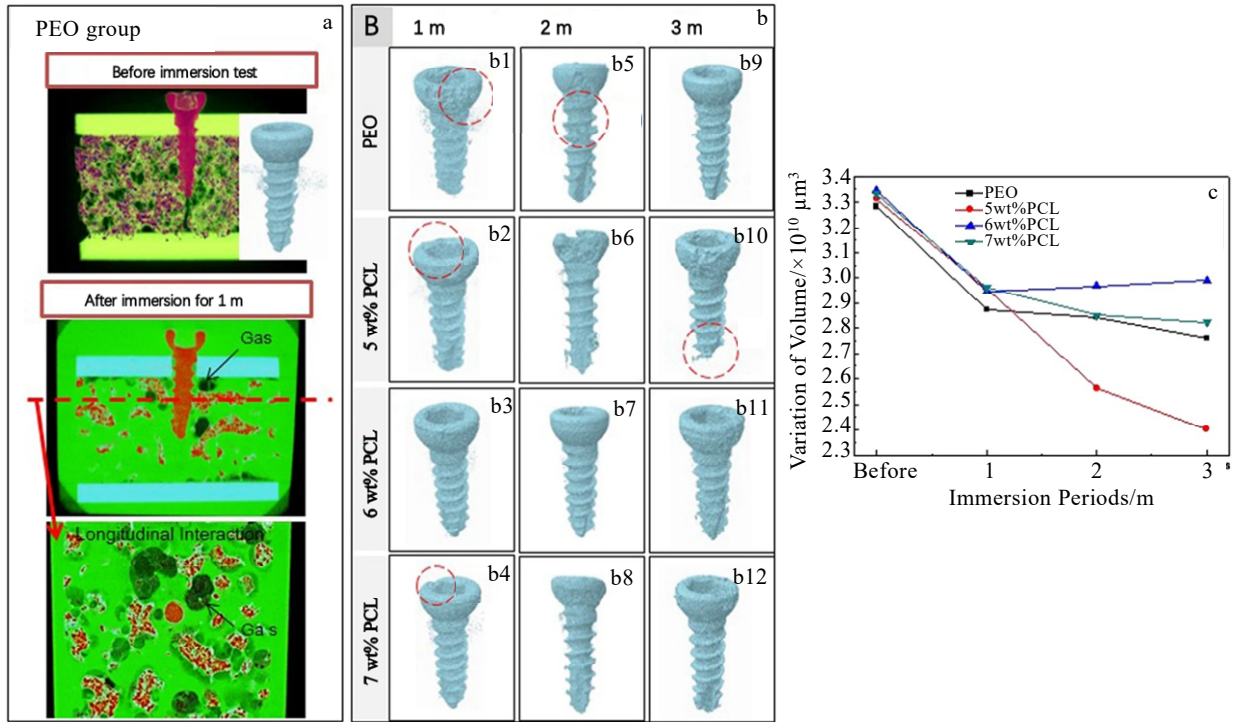 PEO group
a
Before immersion test
After immersion for 1 m
Gas
Longitudinal Interaction
Ga s
B
1 m
2 m
3 m
b
PEO
b1
b5
b9
5 wt% PCL
b2
b6
b10
6 wt% PCL
b3
b7
b11
7 wt% PCL
b4
b8
b12
c
Variation of Volume/×10¹⁰ μm³
3.4
3.3
3.2
3.1
3.0
2.9
2.8
2.7
2.6
2.5
2.4
2.3
PEO
5wt%PCL
6wt%PCL
7wt%PCL
Before
1
2
3
s
Immersion Periods/m